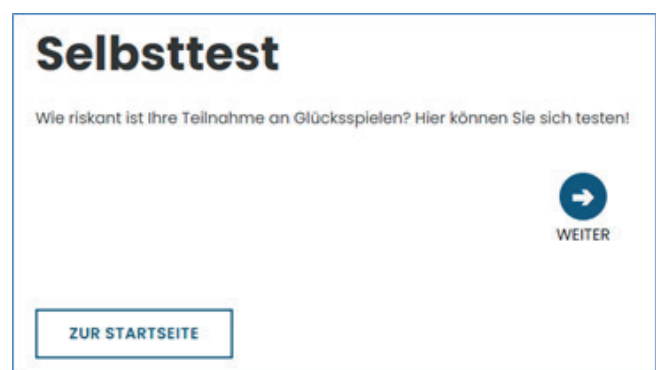 Selbsttest
Wie riskant ist Ihre Teilnahme an Glücksspielen? Hier können Sie sich testen!
WEITER
ZUR STARTSEITE